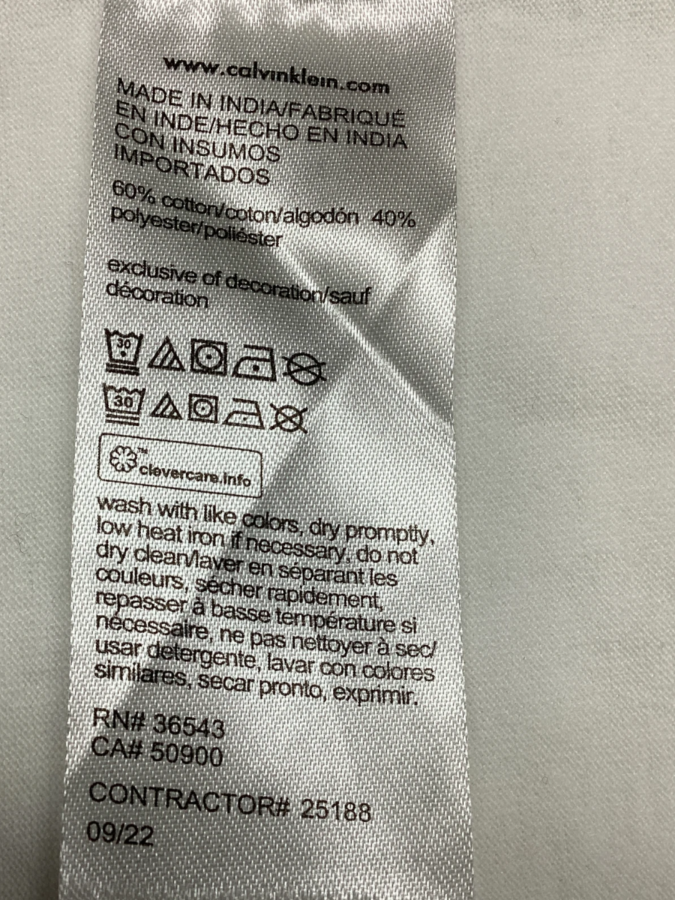 www.calvinklein.com
MADE IN INDIA/FABRIQUÉ
EN INDE/HECHO EN INDIA
CON INSUMOS
IMPORTADOS
60% cotton/coton/algodón 40%
polyester/poliéster
exclusive of decoration/sauf
décoration
30
30
™
clevercare.info
wash with like colors, dry promptly,
low heat iron if necessary, do not
dry clean/laver en séparant les
couleurs, sécher rapidement,
repasser à basse température si
nécessaire, ne pas nettoyer à sec/
usar detergente, lavar con colores
similares, secar pronto, exprimir.
RN# 36543
CA# 50900
CONTRACTOR# 25188
09/22